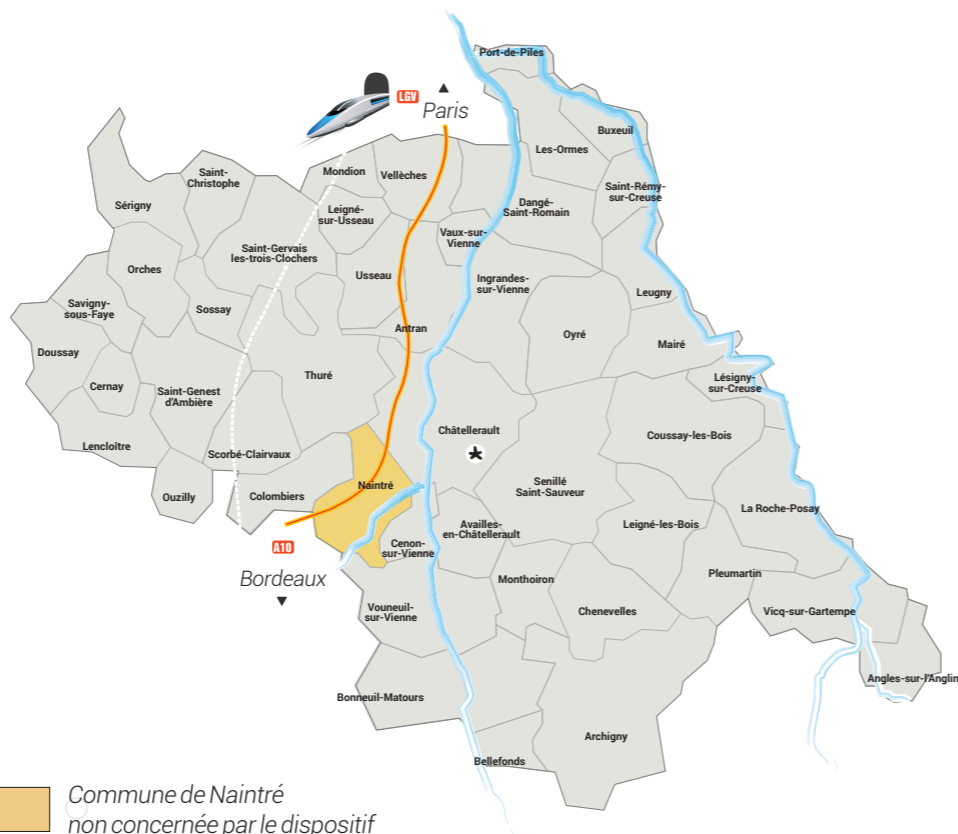 Port-de-Piles
LGV
Paris
Buxeuil
Les-Ormes
Mondion
Vellèches
Saint-
Christophe
Saint-Rémy-
sur-Creuse
Sérigny
Leigné-
sur-Usseau
Dangé-
Saint-Romain
Vaux-sur-
Vienne
Saint-Gervais
les-trois-Clochers
Orches
Usseau
Ingrandes-
sur-Vienne
Leugny
Savigny-
sous-Faye
Sossay
Antran
Oyré
Mairé
Doussay
Thuré
Cernay
Lésigny-
sur-Creuse
Saint-Genest
d'Ambière
Châtellerault
Coussay-les-Bois
Lencloître
Scorbé-Clairvaux
Naintré
Senillé
Saint-Sauveur
Ouzilly
Colombiers
La Roche-Posay
Availles-
en-Châtellerault
Leigné-les-Bois
A10
Cenon-
sur-Vienne
Bordeaux
Monthoiron
Pleumartin
Vouneuil-
sur-Vienne
Chenevelles
Vicq-sur-Gartempe
Angles-sur-l'Anglin
Bonneuil-Matours
Archigny
Bellefonds
Commune de Naintré
non concernée par le dispositif